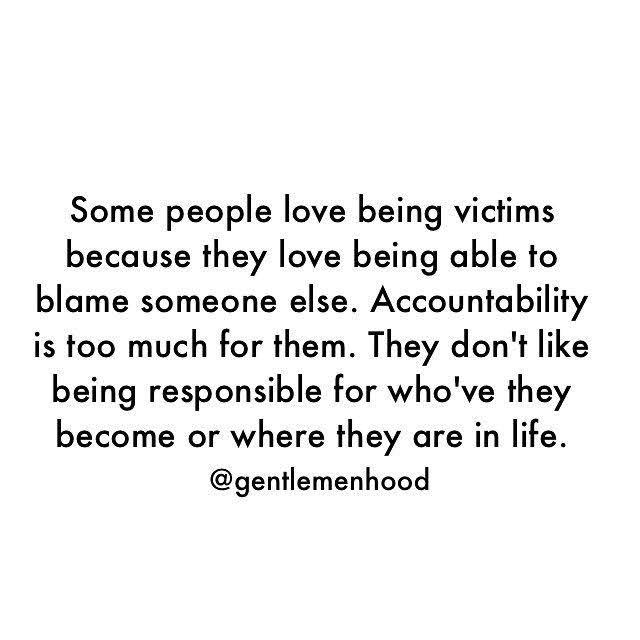 Some people love being victims
because they love being able to
blame someone else. Accountability
is too much for them. They don't like
being responsible for who've they
become or where they are in life.
@gentlemenhood